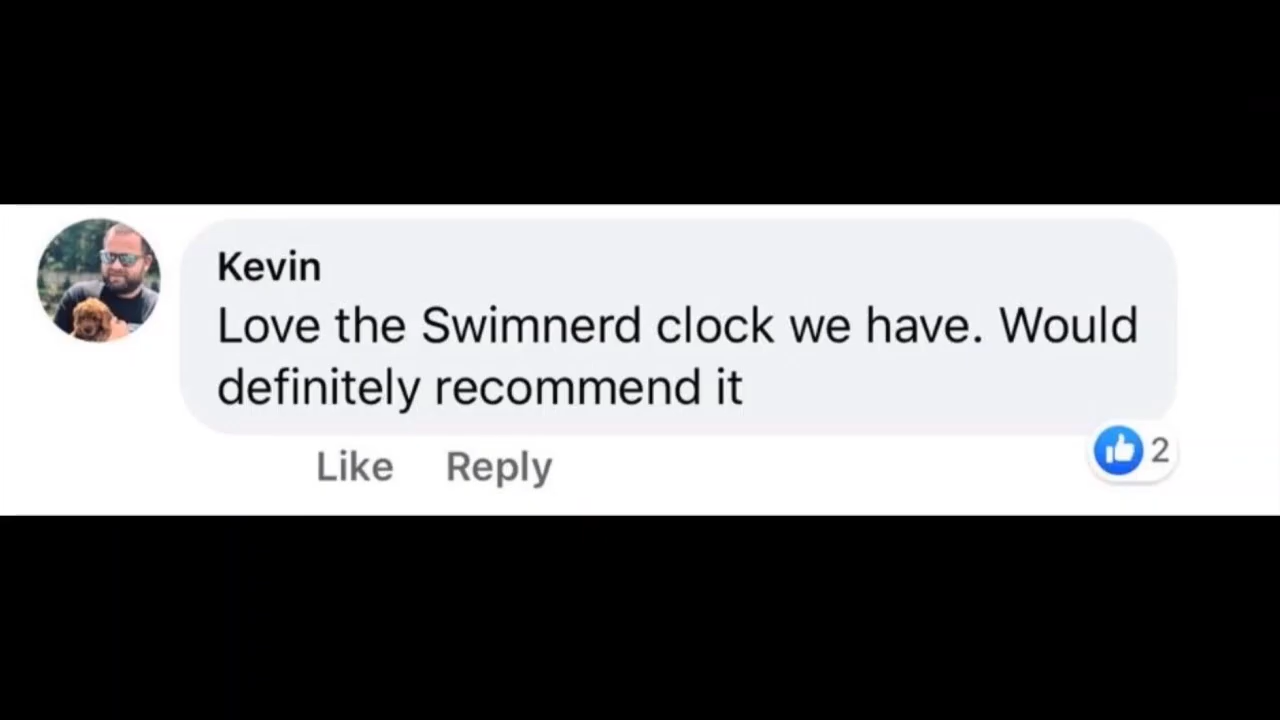 Kevin
Love the Swimnerd clock we have. Would
definitely recommend it
Like Reply 2